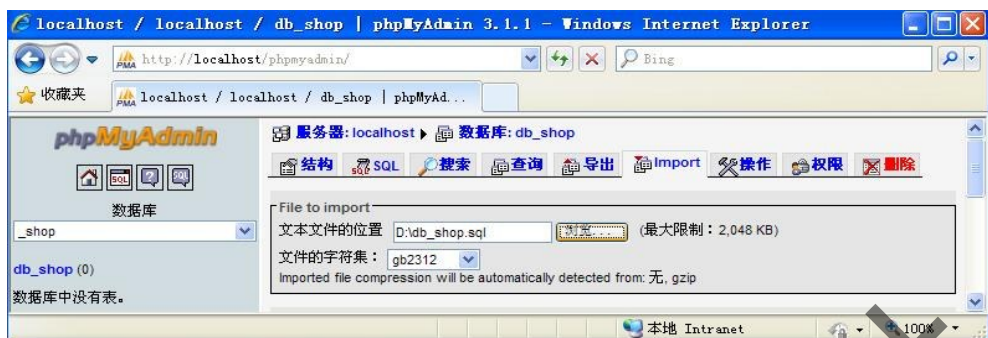 localhost / localhost / db_shop | phpMyAdmin 3.1.1 - Windows Internet Explorer
http://localhost/phpmyadmin/
Bing
收藏夹
localhost / localhost / db_shop | phpMyAd...
phpMyAdmin
服务器: localhost 数据库: db_shop
结构 SQL 搜索 查询 导出 Import 操作 权限 删除
SQL
数据库
_shop
db_shop (0)
数据库中没有表。
File to import
文本文件的位置 D:\db_shop.sql 浏览... (最大限制：2,048 KB)
文件的字符集： gb2312
Imported file compression will be automatically detected from: 无, gzip
本地 Intranet
100%